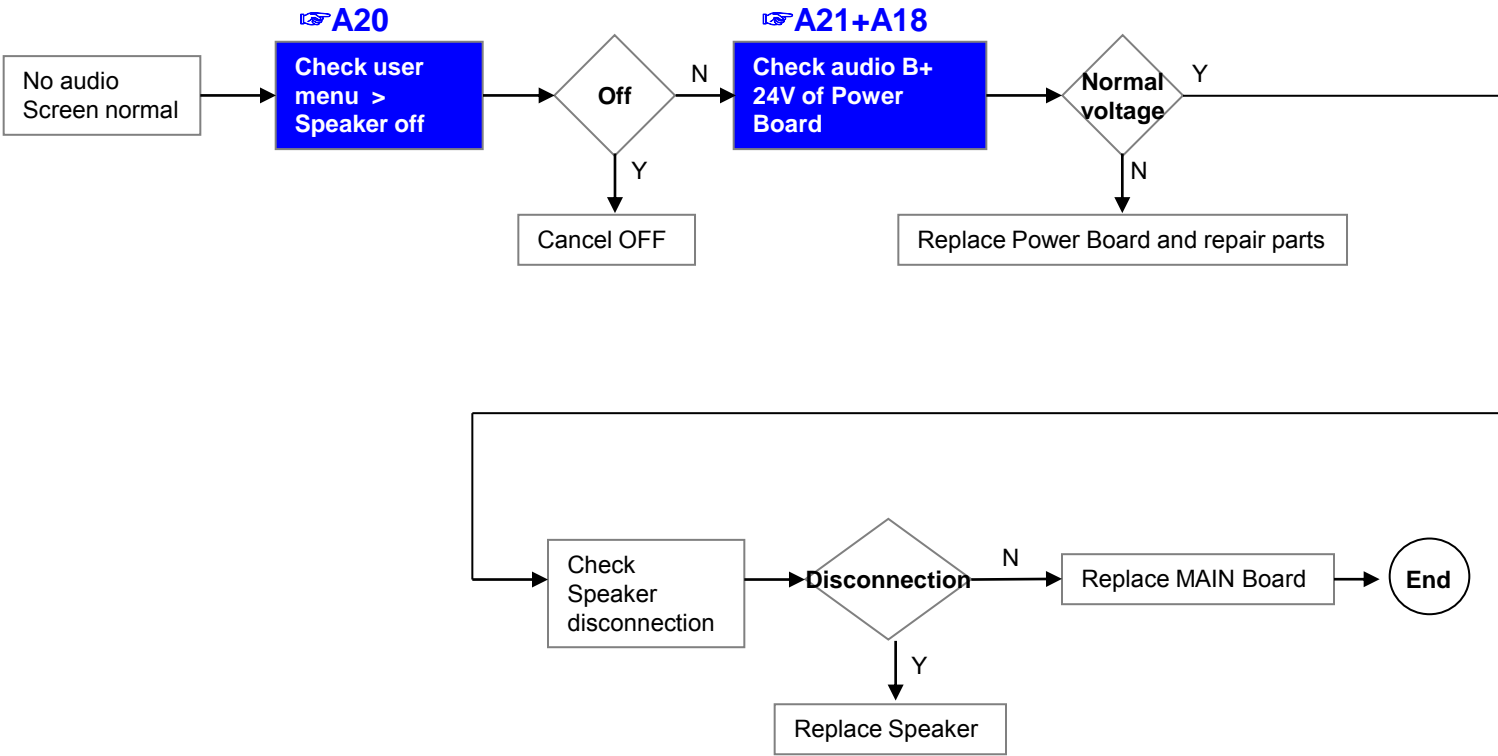 ☞A20
☞A21+A18
No audio
Screen normal
Check user
menu >
Speaker off
Off
N
Check audio B+
24V of Power
Board
Normal
voltage
Y
Y
N
Cancel OFF
Replace Power Board and repair parts
Check
Speaker
disconnection
Disconnection
N
Replace MAIN Board
End
Y
Replace Speaker